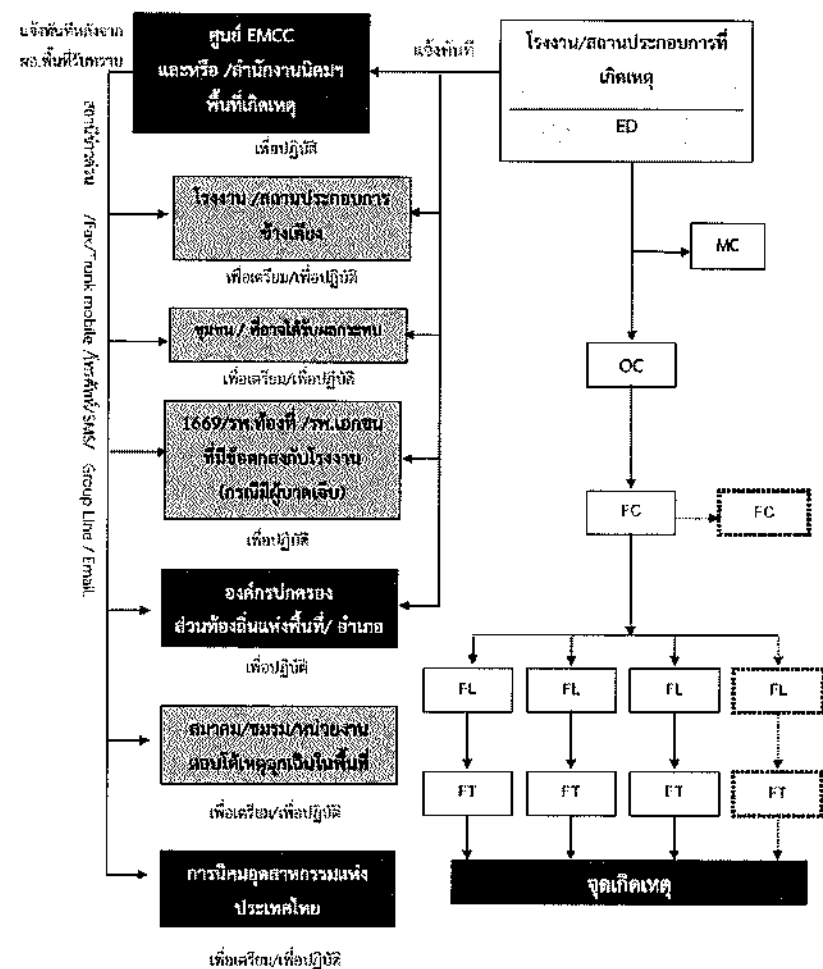 แจ้งทันทีหลังจาก
ผอ.พื้นที่รับทราบ
ศูนย์ EMCC
และหรือ /สำนักงานนิคมฯ
พื้นที่เกิดเหตุ
เพื่อปฏิบัติ
แจ้งทันที
โรงงาน/สถานประกอบการที่
เกิดเหตุ
ED
/Fax/Trunk mobile /โทรศัพท์/SMS/ Group Line / Email
โรงงาน /สถานประกอบการ
ข้างเคียง
เพื่อเตรียม/เพื่อปฏิบัติ
MC
ชุมชน / ที่อาจได้รับผลกระทบ
เพื่อเตรียม/เพื่อปฏิบัติ
OC
1669/รพ.ท้องที่ /รพ.เอกชน
ที่มีข้อตกลงกับโรงงาน
(กรณีมีผู้บาดเจ็บ)
เพื่อปฏิบัติ
FC
FC
องค์กรปกครอง
ส่วนท้องถิ่นแห่งพื้นที่/ อำเภอ
เพื่อปฏิบัติ
FL
FL
FL
FL
สมาคม/ชมรม/หน่วยงาน
ตอบโต้เหตุฉุกเฉินในพื้นที่
เพื่อเตรียม/เพื่อปฏิบัติ
FT
FT
FT
FT
การนิคมอุตสาหกรรมแห่ง
ประเทศไทย
เพื่อเตรียม/เพื่อปฏิบัติ
จุดเกิดเหตุ